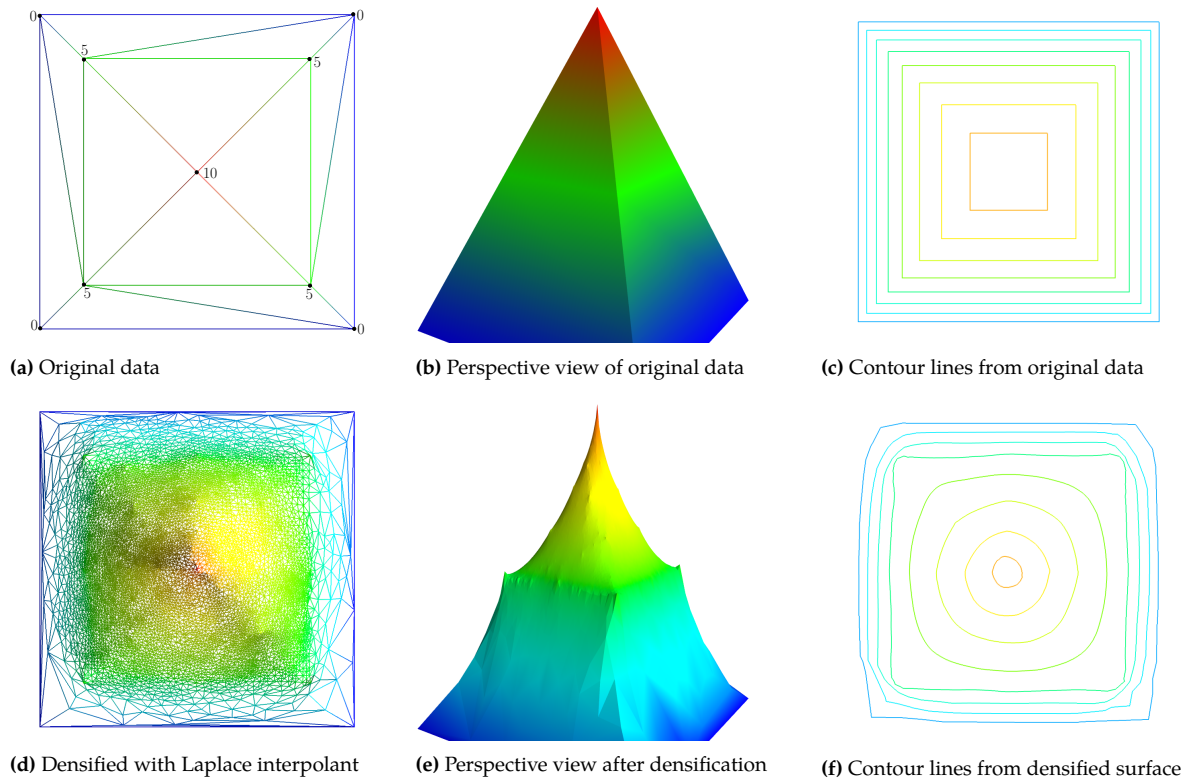 0
0
5
5
10
5
5
0
0
(a) Original data
(b) Perspective view of original data
(c) Contour lines from original data
(d) Densified with Laplace interpolant
(e) Perspective view after densification
(f) Contour lines from densified surface